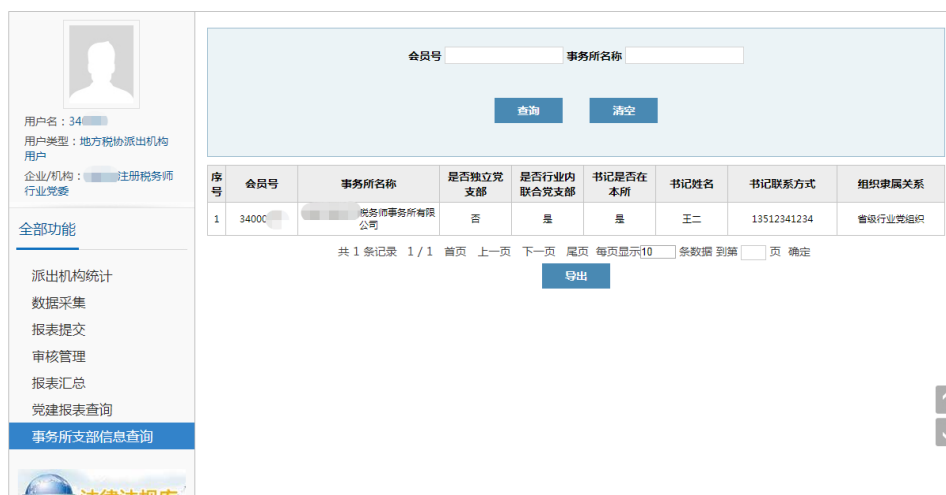 用户名：34
用户类型：地方税协派出机构
用户
企业/机构： 注册税务师
行业党委
全部功能
派出机构统计
数据采集
报表提交
审核管理
报表汇总
党建报表查询
事务所支部信息查询
会员号 事务所名称
查询 清空
序号 会员号 事务所名称 是否独立党支部 是否行业内联合党支部 书记是否在本所 书记姓名 书记联系方式 组织隶属关系
1 3400 税务师事务所有限公司 否 是 是 王二 13512341234 省级行业党组织
共 1 条记录 1 / 1 首页 上一页 下一页 尾页 每页显示 10 条数据 到第 页 确定
导出